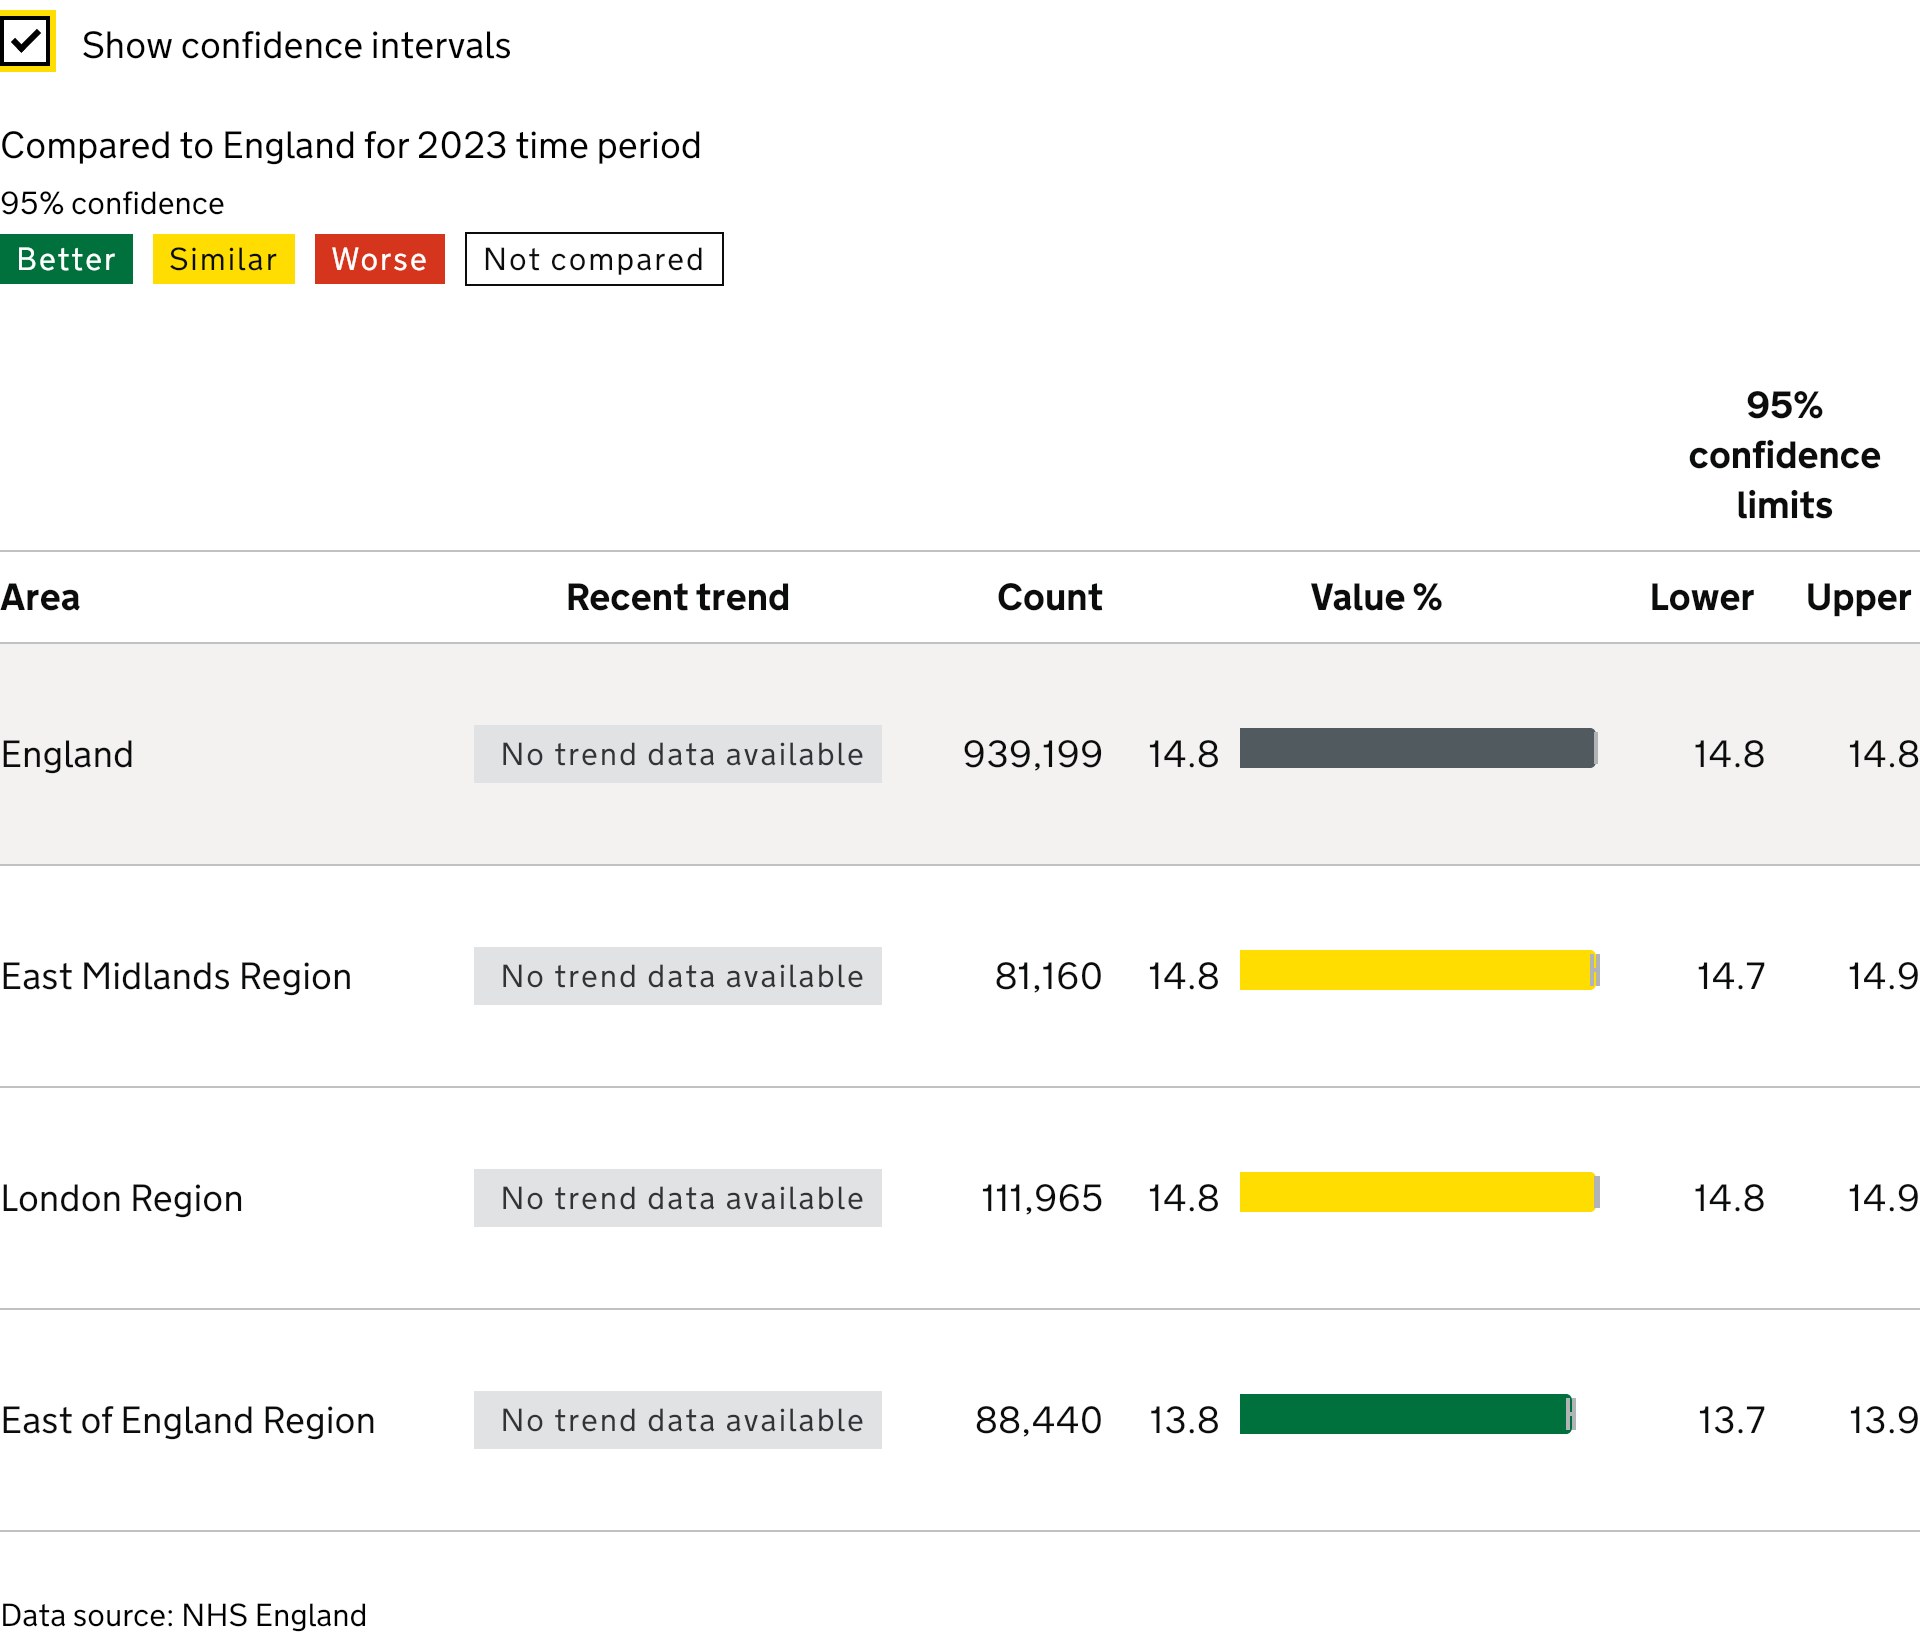 Show confidence intervals
Compared to England for 2023 time period
95% confidence
Better Similar Worse Not compared
95%
confidence
limits
Area Recent trend Count Value % Lower Upper
England No trend data available 939,199 14.8 14.8 14.8
East Midlands Region No trend data available 81,160 14.8 14.7 14.9
London Region No trend data available 111,965 14.8 14.8 14.9
East of England Region No trend data available 88,440 13.8 13.7 13.9
Data source: NHS England